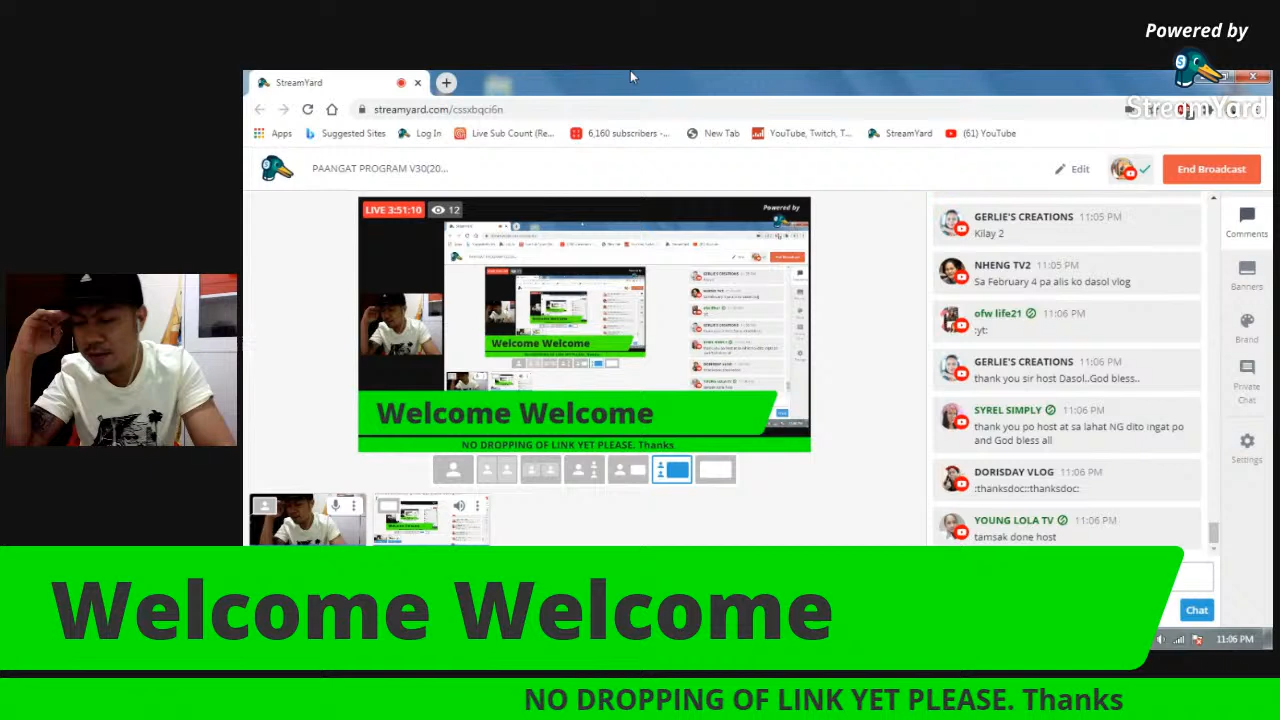 Powered by
StreamYard
StreamYard
streamyard.com/cssxbqci6n
Apps
Suggested Sites
Log In
Live Sub Count (Re...
6,160 subscribers -...
New Tab
YouTube, Twitch, T...
StreamYard
(61) YouTube
PAANGAT PROGRAM V30(20...
Edit
End Broadcast
LIVE 3:51:10
12
Powered by
Welcome Welcome
Welcome Welcome
NO DROPPING OF LINK YET PLEASE. Thanks
GERLIE'S CREATIONS 11:05 PM
Kilay 2
NHENG TV2 11:05 PM
Sa February 4 pa alis ko dasol vlog
ofw life21 11:06 PM
:yt:
GERLIE'S CREATIONS 11:06 PM
thank you sir host Dasol..God bless..
SYREL SIMPLY 11:06 PM
thank you po host at sa lahat NG dito ingat po
and God bless all
DORISDAY VLOG 11:06 PM
:thanksdoc::thanksdoc:
YOUNG LOLA TV 11:06 PM
tamsak done host
Comments
Banners
Brand
Private
Chat
Settings
Chat
11:06 PM
Welcome Welcome
NO DROPPING OF LINK YET PLEASE. Thanks